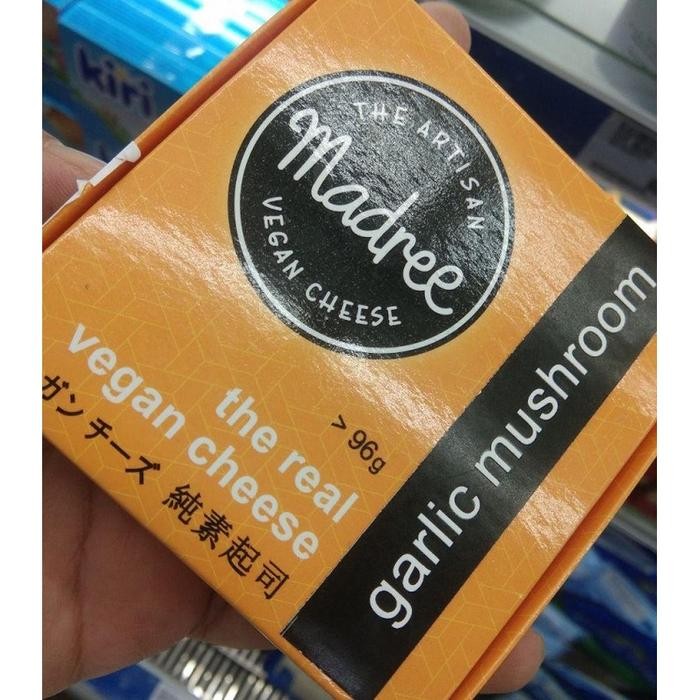 kiri
THE ARTISAN
Madree
VEGAN CHEESE
garlic mushroom
> 96g
the real
vegan cheese
ガンチーズ 純素起司